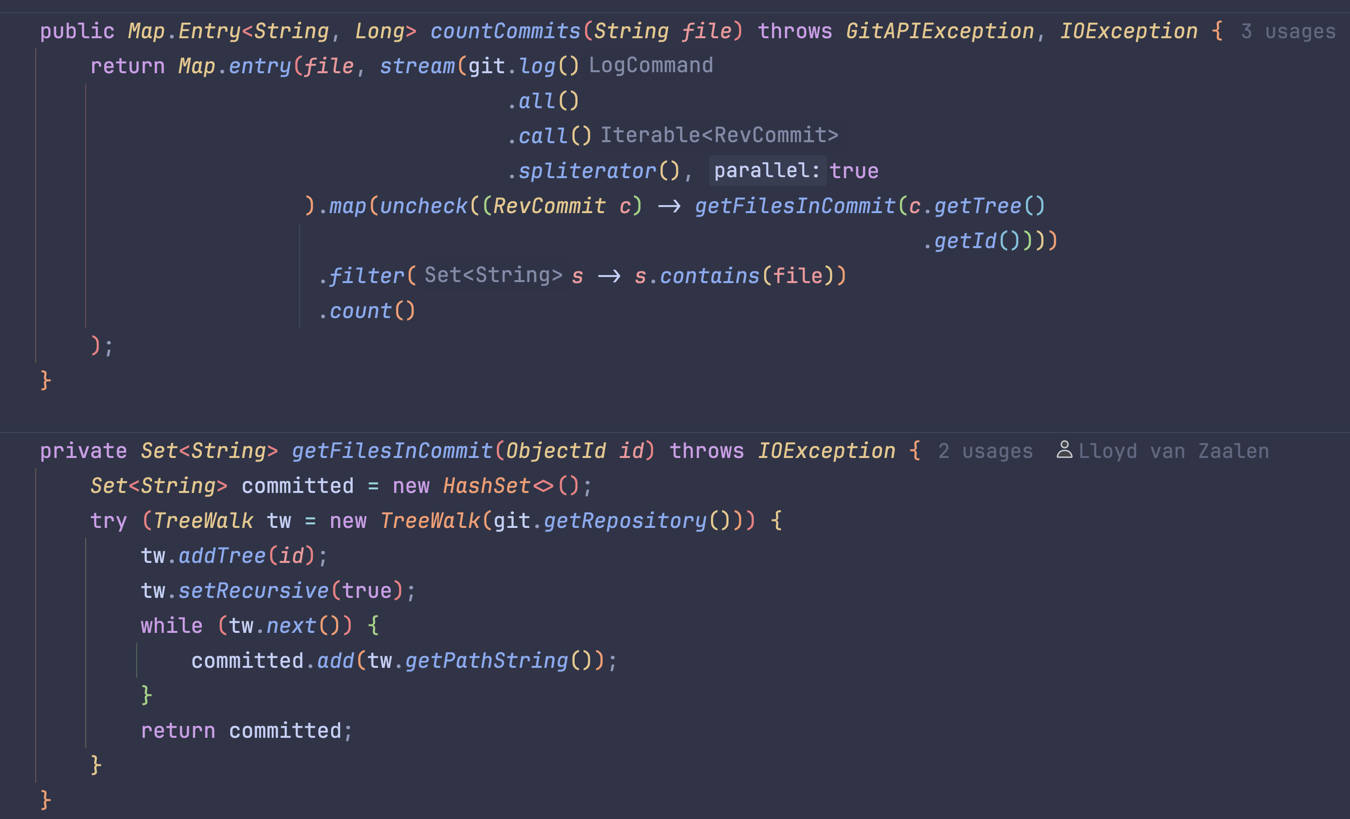 public Map.Entry<String, Long> countCommits(String file) throws GitAPIException, IOException { 3 usages
return Map.entry(file, stream(git.log() LogCommand
.all()
.call() Iterable<RevCommit>
.spliterator(), parallel: true
).map(uncheck((RevCommit c) → getFilesInCommit(c.getTree()
.getId())))
.filter( Set<String> s → s.contains(file))
.count()
);
}
private Set<String> getFilesInCommit(ObjectId id) throws IOException { 2 usages Lloyd van Zaalen
Set<String> committed = new HashSet<>();
try (TreeWalk tw = new TreeWalk(git.getRepository())) {
tw.addTree(id);
tw.setRecursive(true);
while (tw.next()) {
committed.add(tw.getPathString());
}
return committed;
}
}